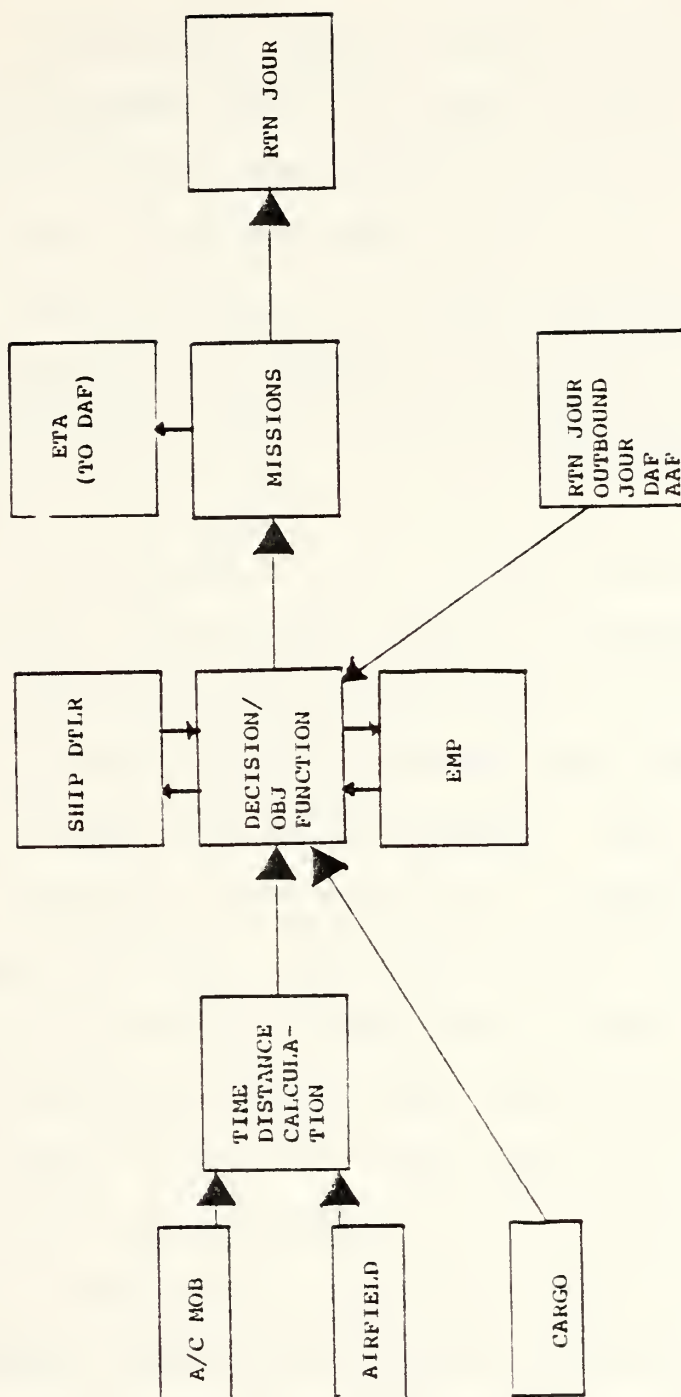 A/C MOB
AIRFIELD
CARGO
TIME
DISTANCE
CALCULA-
TION
SHIP DTLR
DECISION/
OBJ
FUNCTION
EMP
ETA
(TO DAF)
MISSIONS
RTN JOUR
OUTBOUND
JOUR
DAF
AAF
RTN JOUR